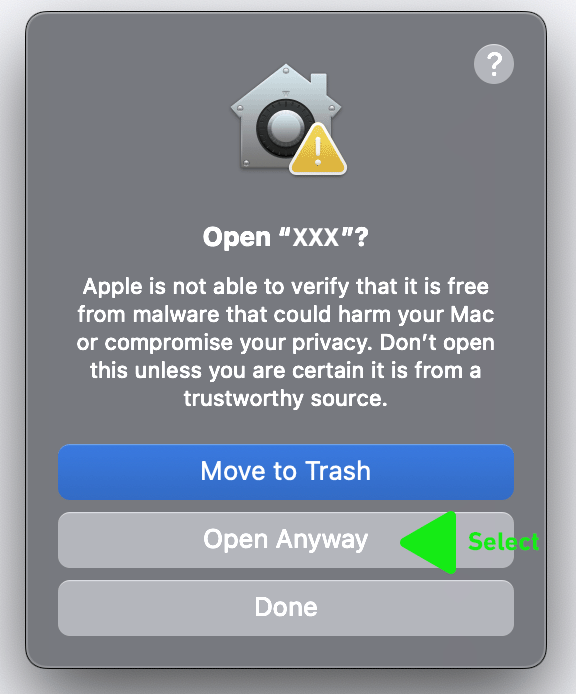 ?
!
Open “XXX”?
Apple is not able to verify that it is free
from malware that could harm your Mac
or compromise your privacy. Don’t open
this unless you are certain it is from a
trustworthy source.
Move to Trash
Open Anyway Select
Done